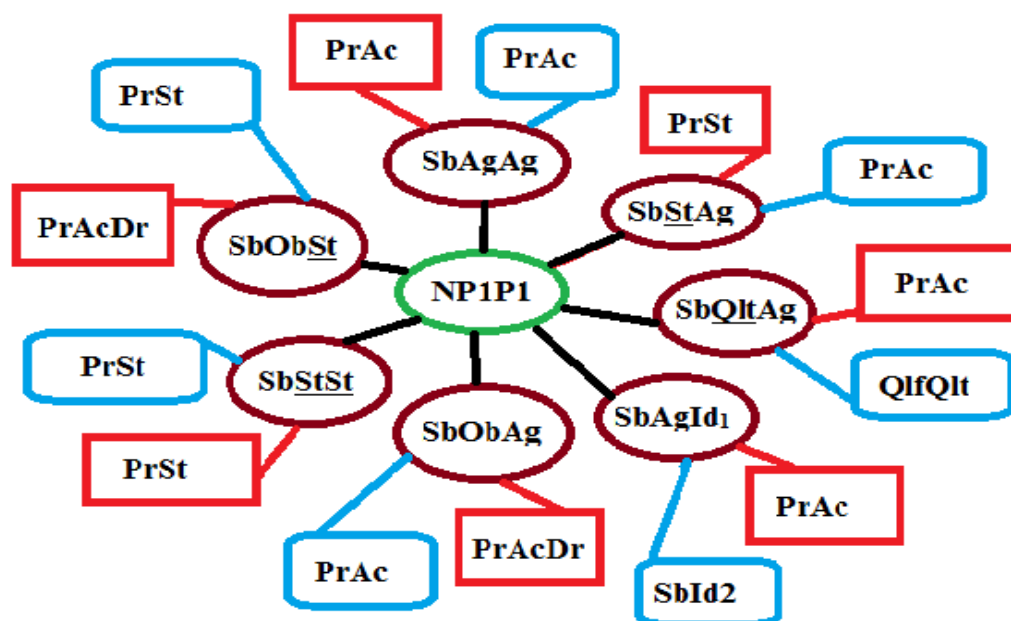 PrAc
PrAc
PrSt
PrSt
SbAgAg
PrAc
PrAcDr
SbObSt
SbStAg
NP1P1
SbQltAg
PrAc
PrSt
SbStSt
QlfQlt
SbObAg
SbAgId₁
PrSt
PrAc
PrAcDr
PrAc
SbId2